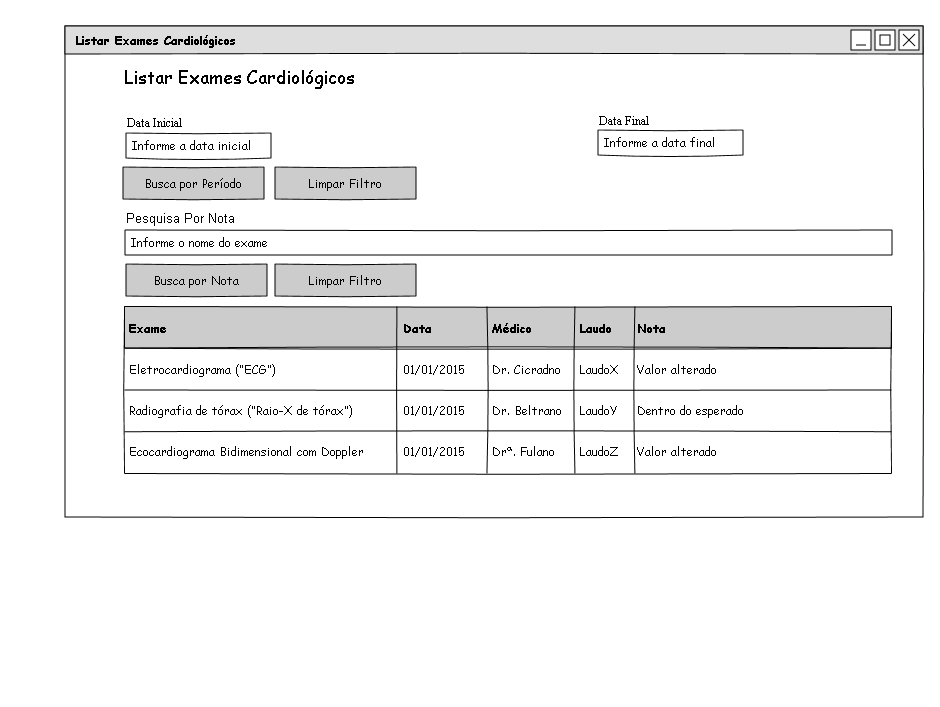 Listar Exames Cardiológicos
Listar Exames Cardiológicos
Data Inicial
Data Final
Informe a data inicial
Informe a data final
Busca por Período
Limpar Filtro
Pesquisa Por Nota
Informe o nome do exame
Busca por Nota
Limpar Filtro
Exame Data Médico Laudo Nota
Eletrocardiograma ("ECG") 01/01/2015 Dr. Cicradno LaudoX Valor alterado
Radiografia de tórax ("Raio-X de tórax") 01/01/2015 Dr. Beltrano LaudoY Dentro do esperado
Ecocardiograma Bidimensional com Doppler 01/01/2015 Drª. Fulano LaudoZ Valor alterado